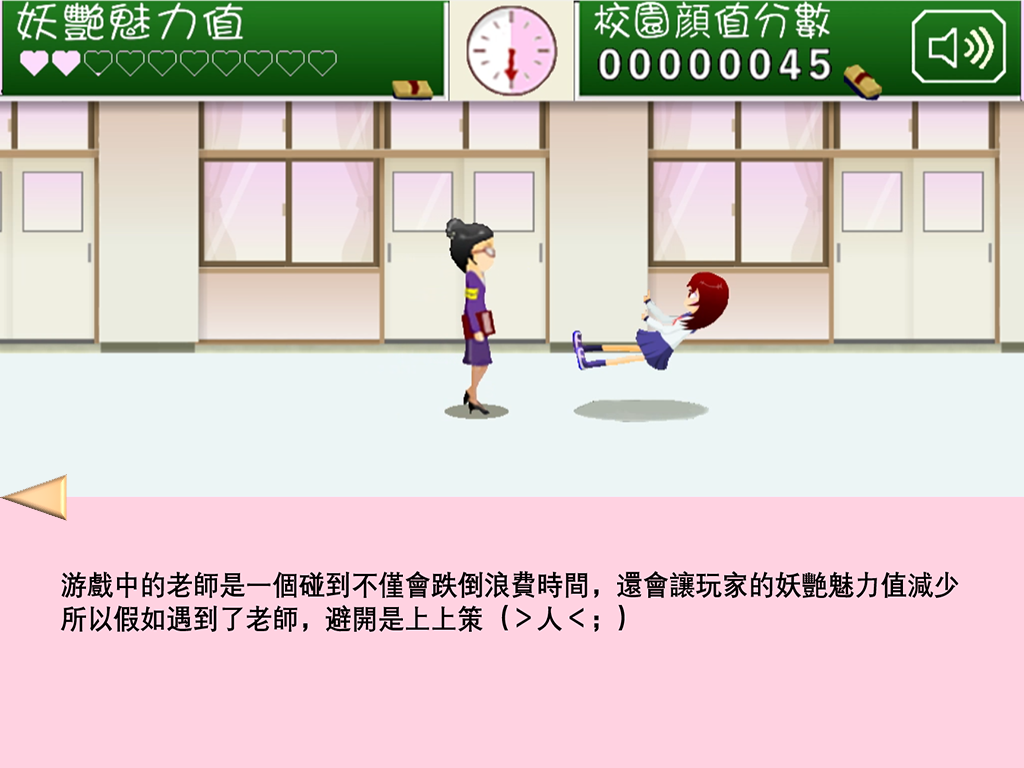 妖艷魅力值
校園顏值分數
00000045
游戲中的老師是一個碰到不僅會跌倒浪費時間，還會讓玩家的妖艷魅力值減少
所以假如遇到了老師，避開是上上策（＞人＜；）